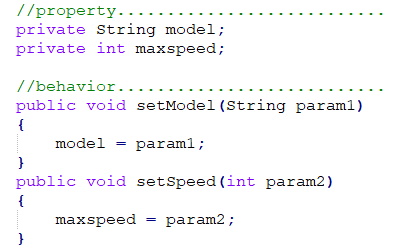 //property...........................
private String model;
private int maxspeed;
//behavior...........................
public void setModel(String param1)
{
model = param1;
}
public void setSpeed(int param2)
{
maxspeed = param2;
}